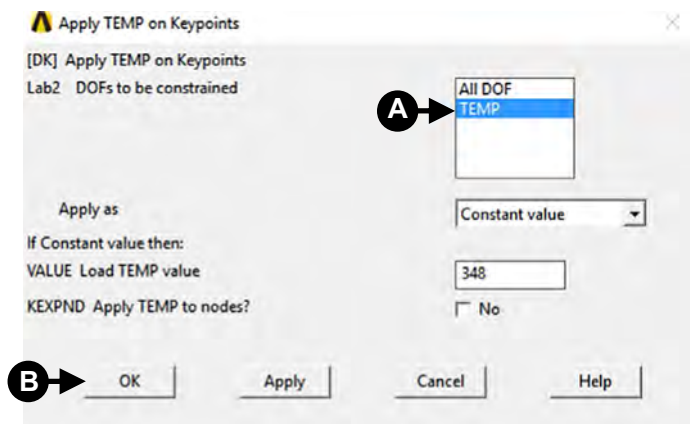 Apply TEMP on Keypoints
[DK] Apply TEMP on Keypoints
Lab2 DOFs to be constrained
All DOF
A
TEMP
Apply as
Constant value
If Constant value then:
VALUE Load TEMP value
348
KEXPND Apply TEMP to nodes?
No
B
OK Apply Cancel Help